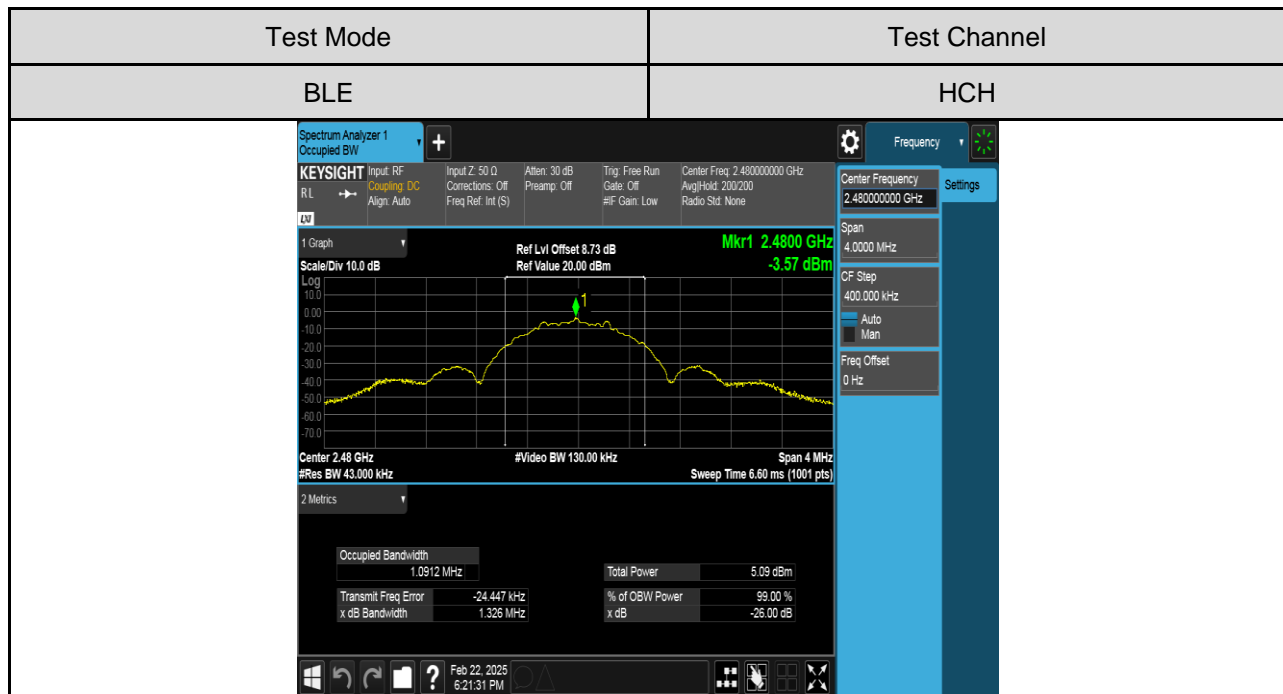 Test Mode
Test Channel
BLE
HCH
Spectrum Analyzer 1
Occupied BW
+
Frequency
KEYSIGHT
R L
LXI
Input: RF
Coupling: DC
Align: Auto
Input Z: 50 Ω
Corrections: Off
Freq Ref: Int (S)
Atten: 30 dB
Preamp: Off
Trig: Free Run
Gate: Off
#IF Gain: Low
Center Freq: 2.480000000 GHz
Avg|Hold: 200/200
Radio Std: None
Center Frequency
2.480000000 GHz
Settings
Span
4.0000 MHz
CF Step
400.000 kHz
Auto
Man
Freq Offset
0 Hz
1 Graph
Scale/Div 10.0 dB
Ref Lvl Offset 8.73 dB
Ref Value 20.00 dBm
Mkr1 2.4800 GHz
-3.57 dBm
Log
10.0
0.00
-10.0
-20.0
-30.0
-40.0
-50.0
-60.0
-70.0
1
Center 2.48 GHz
#Video BW 130.00 kHz
Span 4 MHz
#Res BW 43.000 kHz
Sweep Time 6.60 ms (1001 pts)
2 Metrics
Occupied Bandwidth
1.0912 MHz
Total Power 5.09 dBm
Transmit Freq Error -24.447 kHz
% of OBW Power 99.00 %
x dB Bandwidth 1.326 MHz
x dB -26.00 dB
?
Feb 22, 2025
6:21:31 PM